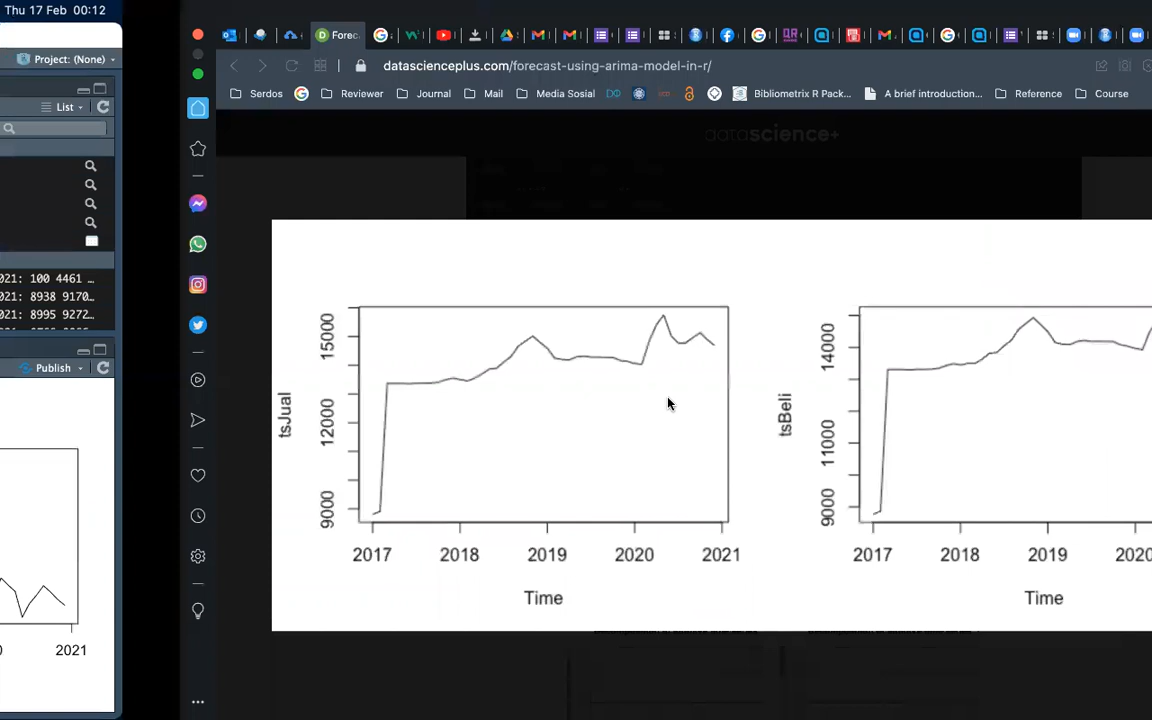 Thu 17 Feb 00:12
Project: (None)
List
021: 100 4461 …
021: 8938 9170…
021: 8995 9272…
Publish
0
2021
Forec
datascienceplus.com/forecast-using-arima-model-in-r/
Serdos
Reviewer
Journal
Mail
Media Sosial
Bibliometrix R Pack...
A brief introduction...
Reference
Course
datascience+
tsJual
9000
12000
15000
2017
2018
2019
2020
2021
Time
tsBeli
9000
11000
14000
2017
2018
2019
2020
Time